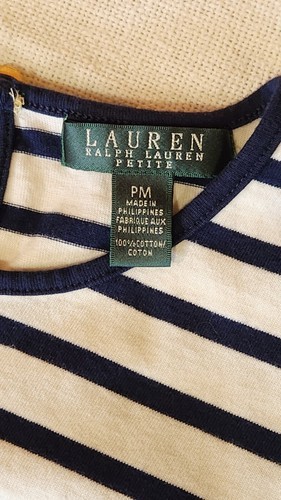 LAUREN
RALPH LAUREN
PETITE
PM
MADE IN
PHILIPPINES
FABRIQUE AUX
PHILIPPINES
100% COTTON/
COTON